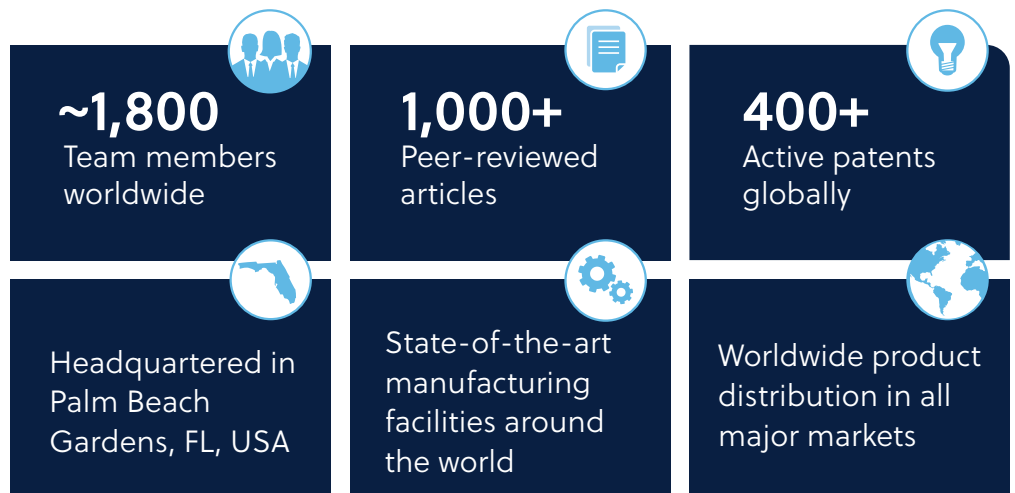 ~1,800
Team members
worldwide
1,000+
Peer-reviewed
articles
400+
Active patents
globally
Headquartered in
Palm Beach
Gardens, FL, USA
State-of-the-art
manufacturing
facilities around
the world
Worldwide product
distribution in all
major markets